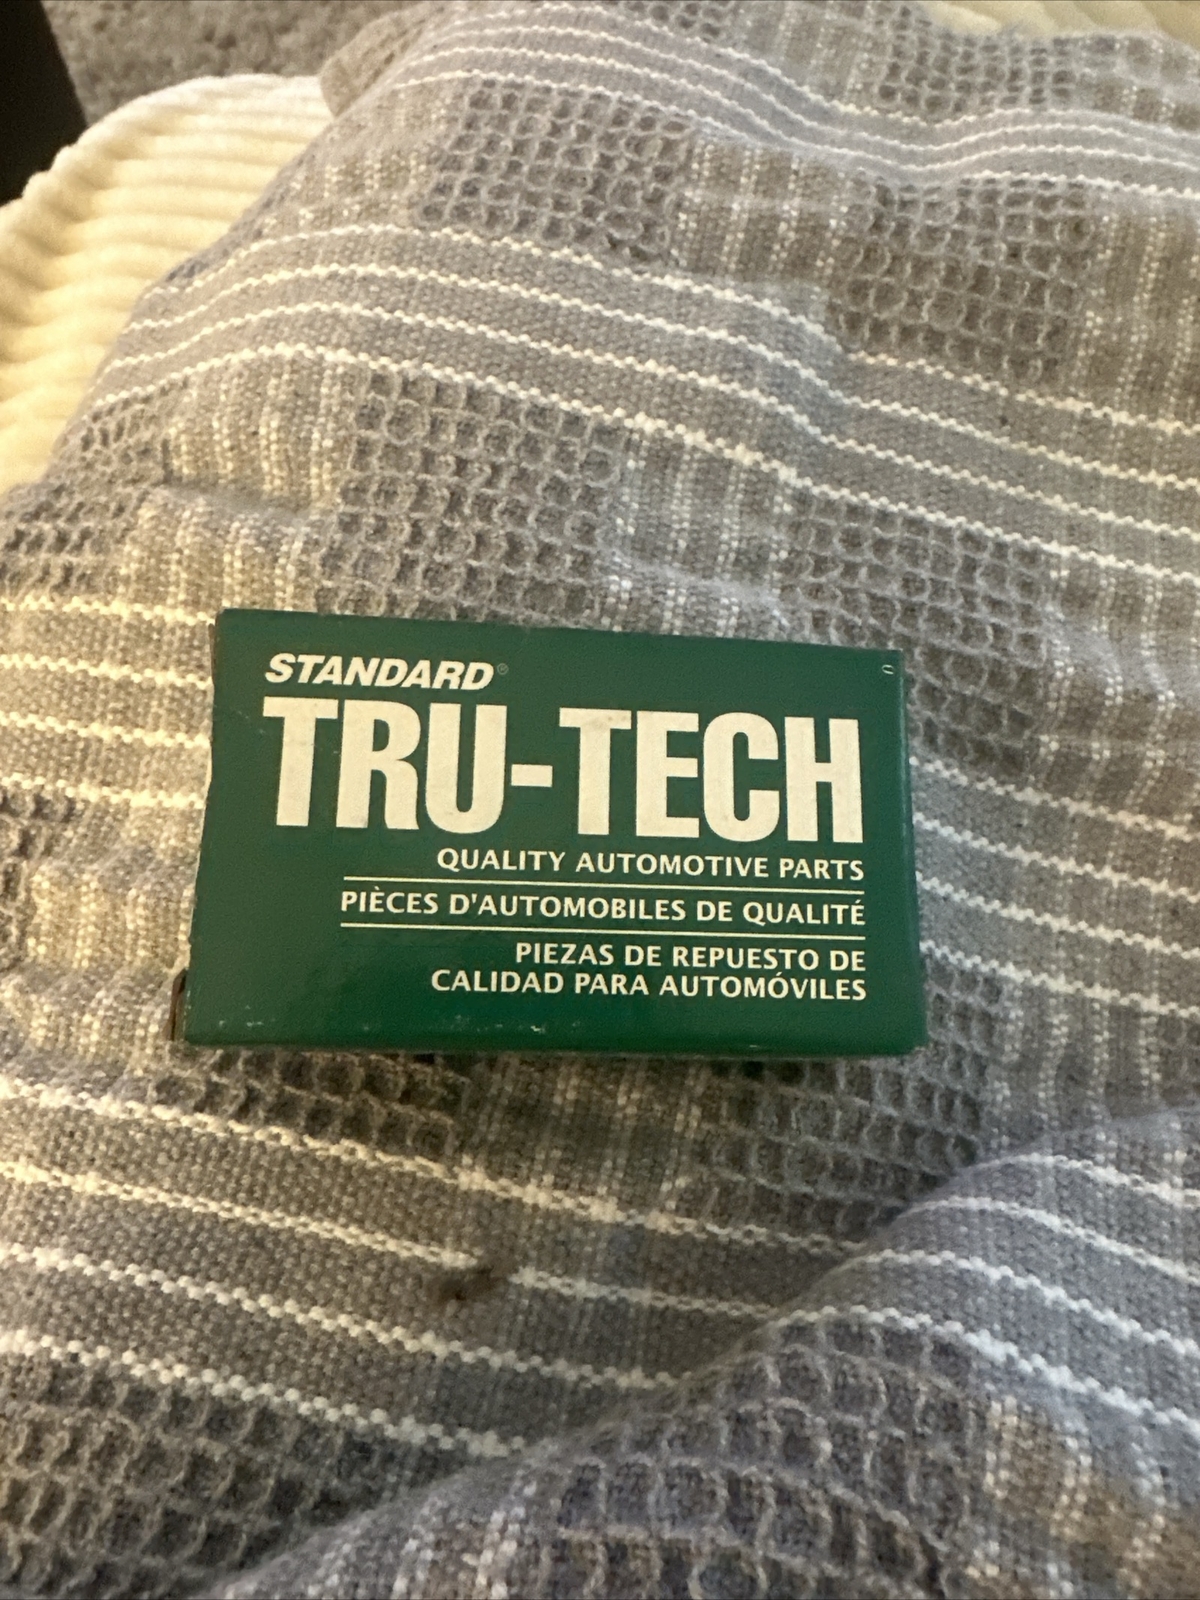 STANDARD®
TRU-TECH
QUALITY AUTOMOTIVE PARTS
PIÈCES D'AUTOMOBILES DE QUALITÉ
PIEZAS DE REPUESTO DE
CALIDAD PARA AUTOMÓVILES